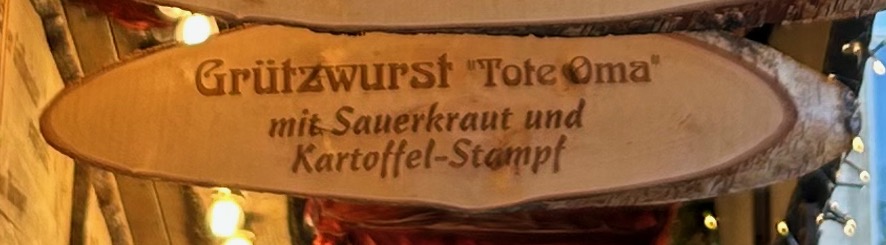 Grützwurst "Tote Oma"
mit Sauerkraut und
Kartoffel-Stampf